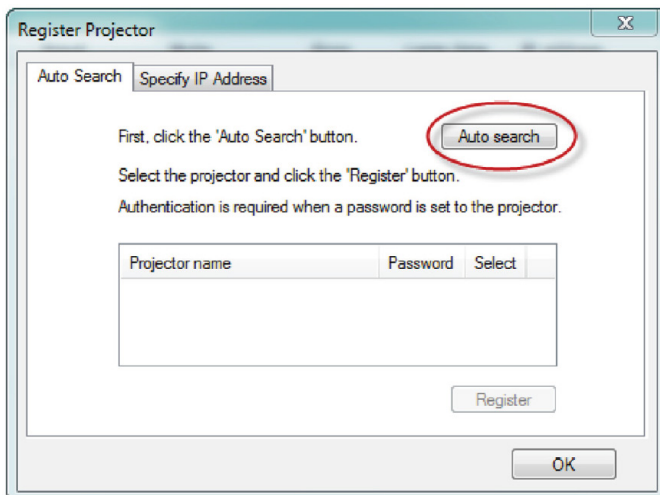 Register Projector
Auto Search Specify IP Address
First, click the 'Auto Search' button. Auto search
Select the projector and click the 'Register' button.
Authentication is required when a password is set to the projector.
Projector name Password Select
Register
OK